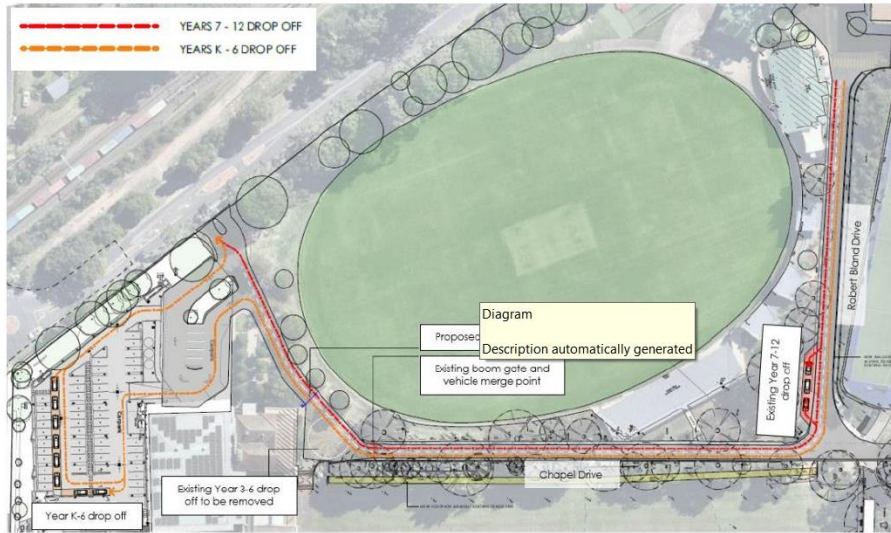 YEARS 7 - 12 DROP OFF
YEARS K - 6 DROP OFF
Robert Bland Drive
Diagram
Description automatically generated
Proposed
Existing boom gate and
vehicle merge point
Existing Year 7-12
drop off
Existing Year 3-6 drop
off to be removed
Chapel Drive
Year K-6 drop off